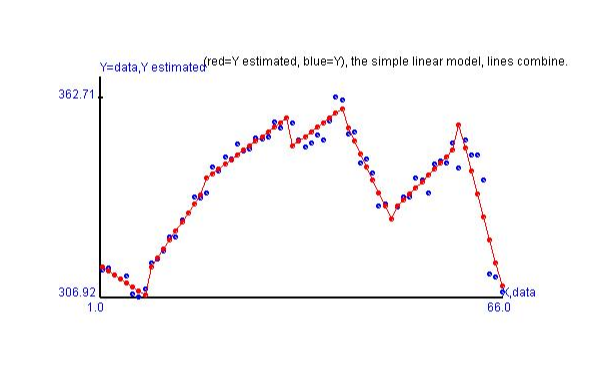 (red=Y estimated, blue=Y), the simple linear model, lines combine.
Y=data,Y estimated
362.71
306.92
X,data
1.0
66.0